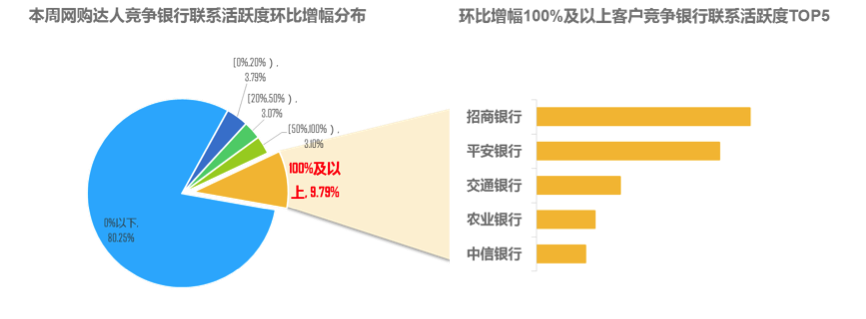 本周网购达人竞争银行联系活跃度环比增幅分布
环比增幅100%及以上客户竞争银行联系活跃度TOP5
[0%,20% ) ,
3.79%
[20%,50% ) ,
3.07%
[50%,100% ) ,
3.10%
100%及以
上, 9.79%
0%以下,
80.25%
招商银行
平安银行
交通银行
农业银行
中信银行